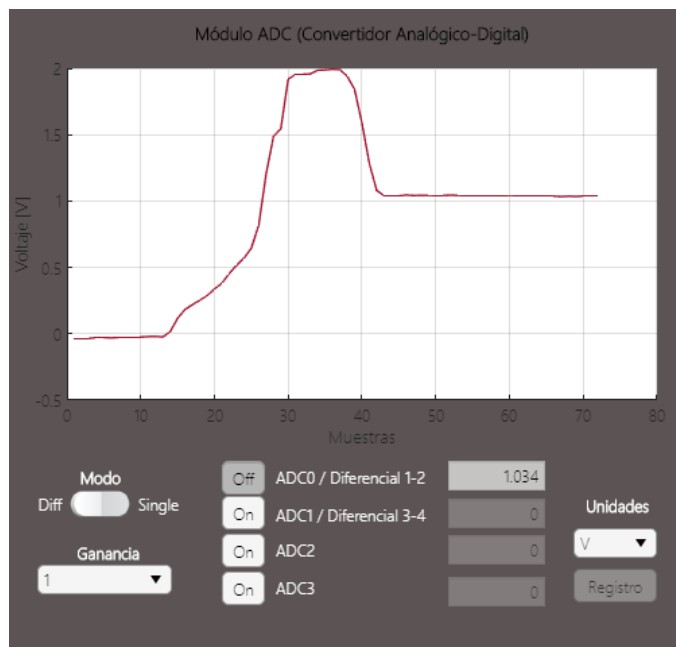 Módulo ADC (Convertidor Analógico-Digital)
2
1.5
1
0.5
0
-0.5
Voltaje [V]
0 10 20 30 40 50 60 70 80
Muestras
Modo
Diff Single
Ganancia
1
Off ADC0 / Diferencial 1-2 1.034
On ADC1 / Diferencial 3-4 0
On ADC2 0
On ADC3 0
Unidades
V
Registro